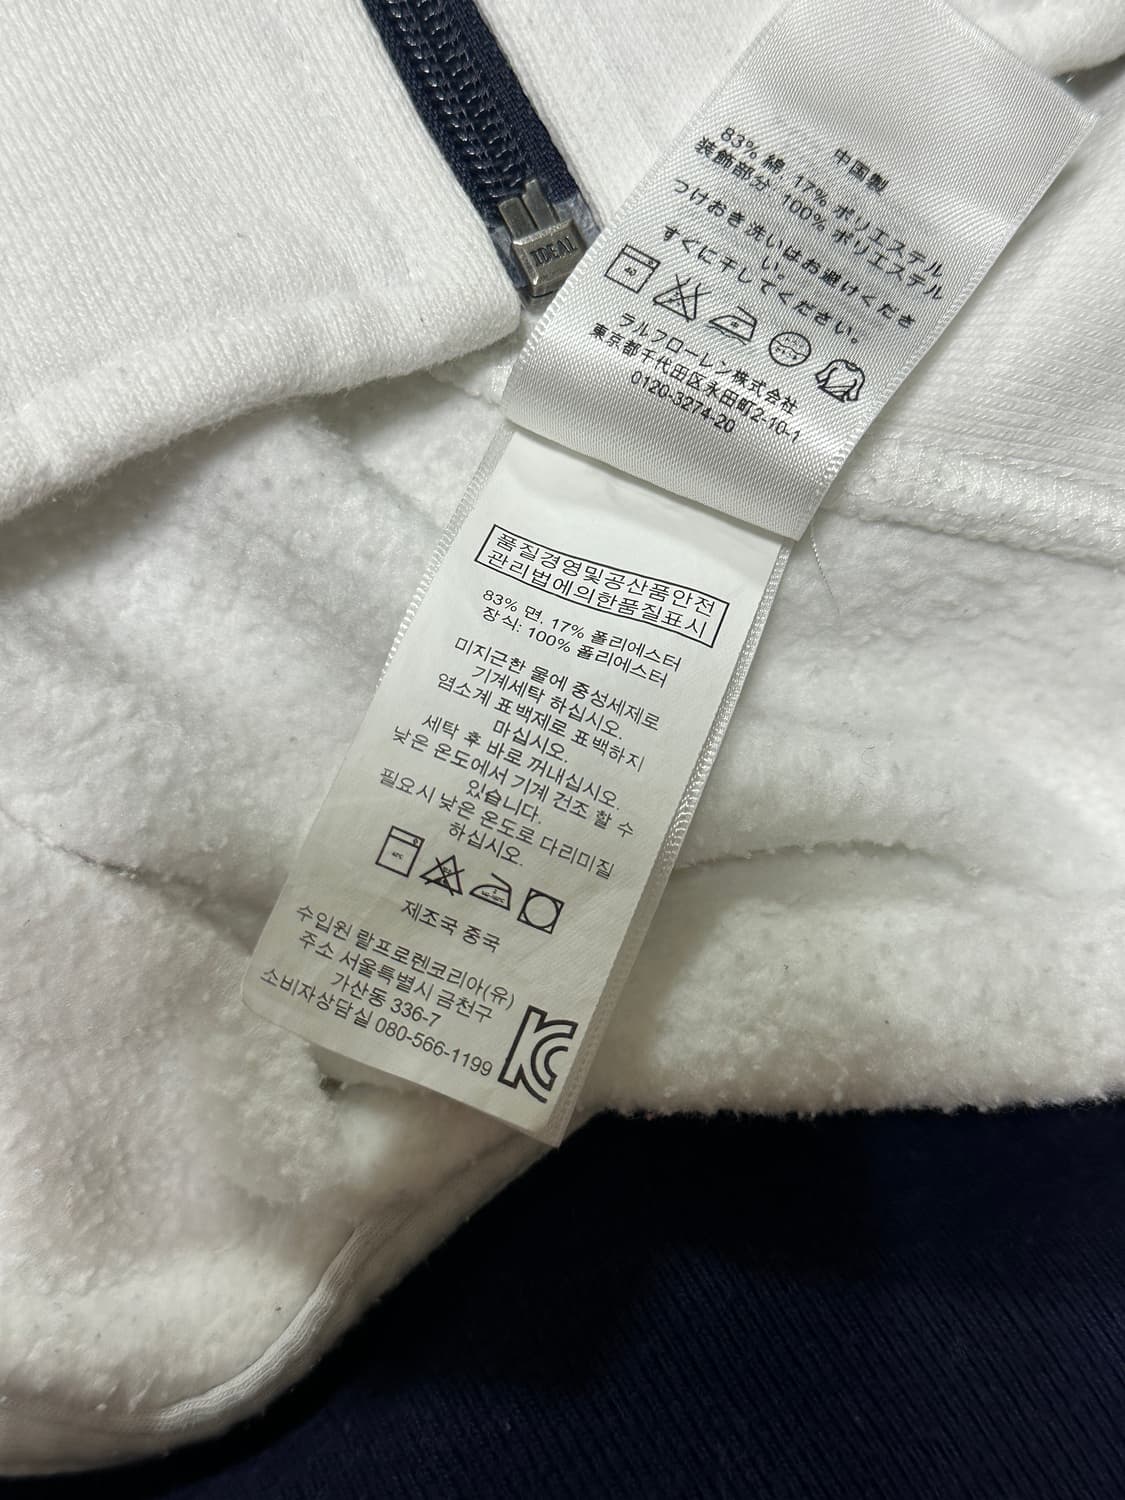 IDEAL
中国製
83% 綿, 17% ポリエステル
装飾部分: 100% ポリエステル
つけおき洗いはお避けくださ
い。
すぐに干してください。
ラルフローレン株式会社
東京都千代田区永田町2-10-1
0120-3274-20
품질경영및공산품안전
관리법에의한품질표시
83% 면, 17% 폴리에스터
장식: 100% 폴리에스터
미지근한 물에 중성세제로
기계세탁 하십시오.
염소계 표백제로 표백하지
마십시오.
세탁 후 바로 꺼내십시오.
낮은 온도에서 기계 건조 할 수
있습니다.
필요시 낮은 온도로 다리미질
하십시오.
제조국 중국
수입원 랄프로렌코리아(유)
주소 서울특별시 금천구
가산동 336-7
소비자상담실 080-566-1199